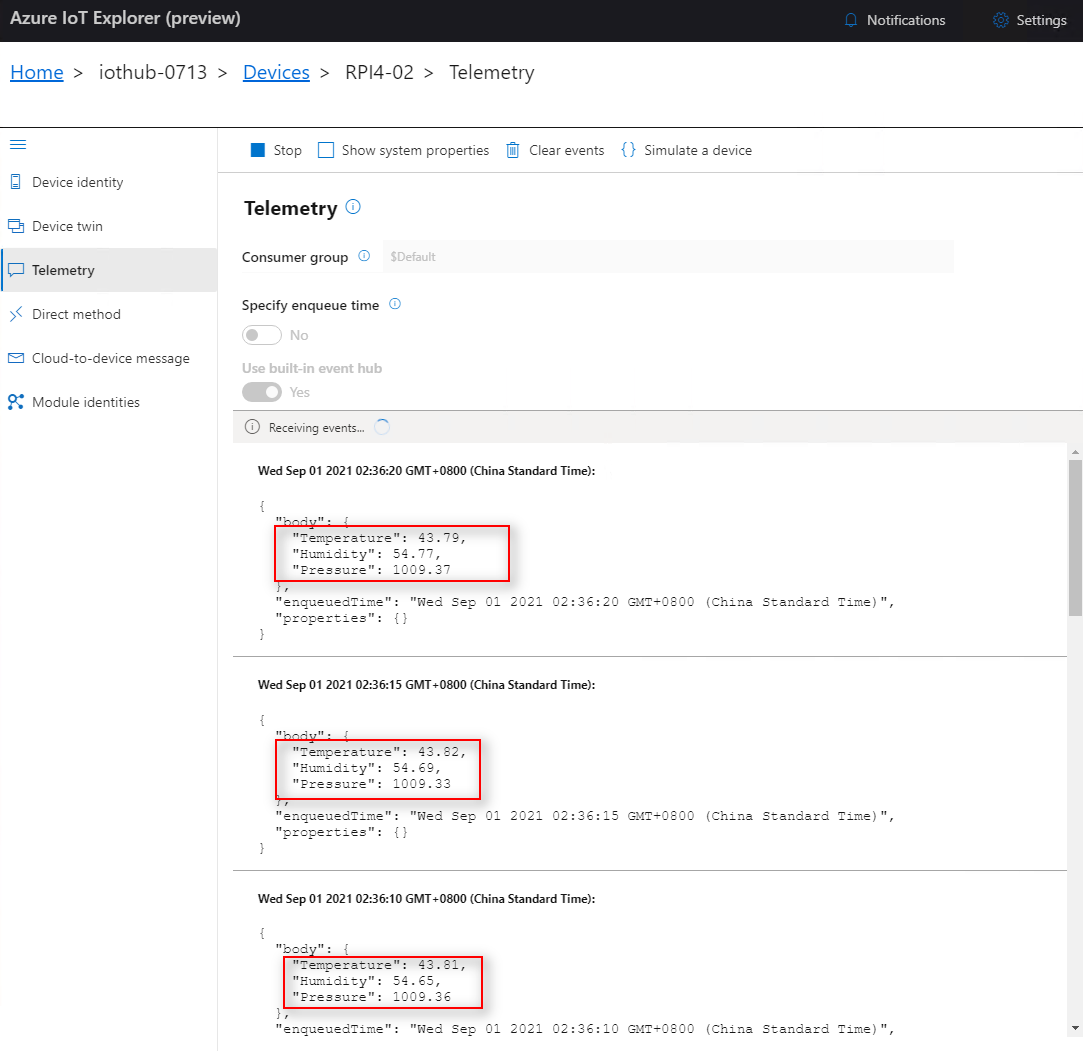 Azure IoT Explorer (preview)
Notifications
Settings
Home > iothub-0713 > Devices > RPI4-02 > Telemetry
Stop
Show system properties
Clear events
{} Simulate a device
Device identity
Device twin
Telemetry
Direct method
Cloud-to-device message
Module identities
Telemetry
Consumer group
$Default
Specify enqueue time
No
Use built-in event hub
Yes
Receiving events...
Wed Sep 01 2021 02:36:20 GMT+0800 (China Standard Time):
{
"body": {
"Temperature": 43.79,
"Humidity": 54.77,
"Pressure": 1009.37
},
"enqueuedTime": "Wed Sep 01 2021 02:36:20 GMT+0800 (China Standard Time)",
"properties": {}
}
Wed Sep 01 2021 02:36:15 GMT+0800 (China Standard Time):
{
"body": {
"Temperature": 43.82,
"Humidity": 54.69,
"Pressure": 1009.33
},
"enqueuedTime": "Wed Sep 01 2021 02:36:15 GMT+0800 (China Standard Time)",
"properties": {}
}
Wed Sep 01 2021 02:36:10 GMT+0800 (China Standard Time):
{
"body": {
"Temperature": 43.81,
"Humidity": 54.65,
"Pressure": 1009.36
},
"enqueuedTime": "Wed Sep 01 2021 02:36:10 GMT+0800 (China Standard Time)",